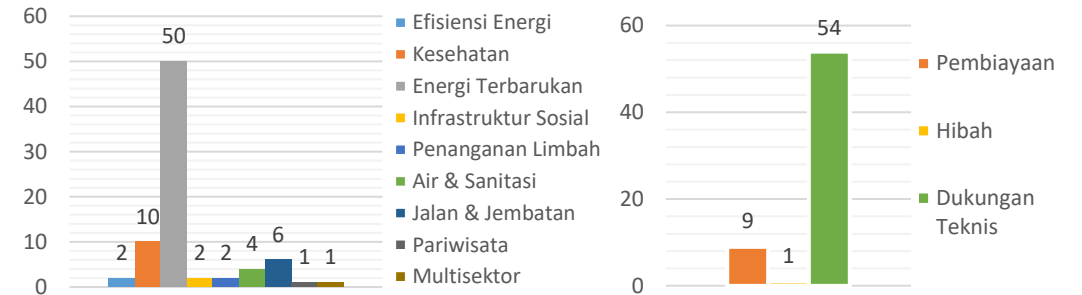 60
50
40
30
20
10
0
2
10
50
2
2
4
6
1
1
Efisiensi Energi
Kesehatan
Energi Terbarukan
Infrastruktur Sosial
Penanganan Limbah
Air & Sanitasi
Jalan & Jembatan
Pariwisata
Multisektor
60
40
20
0
9
1
54
Pembiayaan
Hibah
Dukungan
Teknis